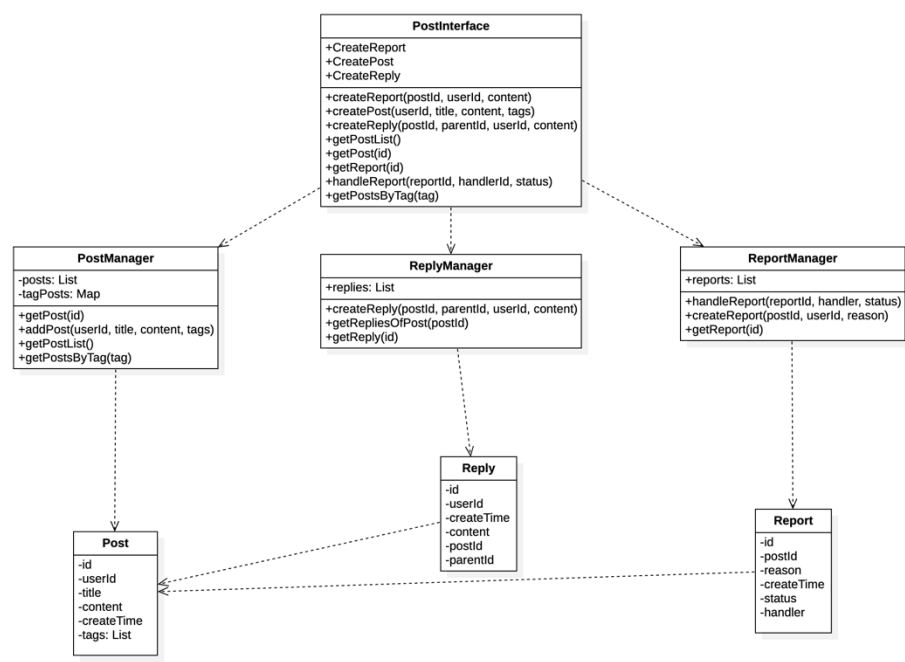 PostInterface
+CreateReport
+CreatePost
+CreateReply
+createReport(postId, userId, content)
+createPost(userId, title, content, tags)
+createReply(postId, parentId, userId, content)
+getPostList()
+getPost(id)
+getReport(id)
+handleReport(reportId, handlerId, status)
+getPostsByTag(tag)
PostManager
-posts: List
-tagPosts: Map
+getPost(id)
+addPost(userId, title, content, tags)
+getPostList()
+getPostsByTag(tag)
ReplyManager
+replies: List
+createReply(postId, parentId, userId, content)
+getRepliesOfPost(postId)
+getReply(id)
ReportManager
+reports: List
+handleReport(reportId, handler, status)
+createReport(postId, userId, reason)
+getReport(id)
Reply
-id
-userId
-createTime
-content
-postId
-parentId
Post
-id
-userId
-title
-content
-createTime
-tags: List
Report
-id
-postId
-reason
-createTime
-status
-handler